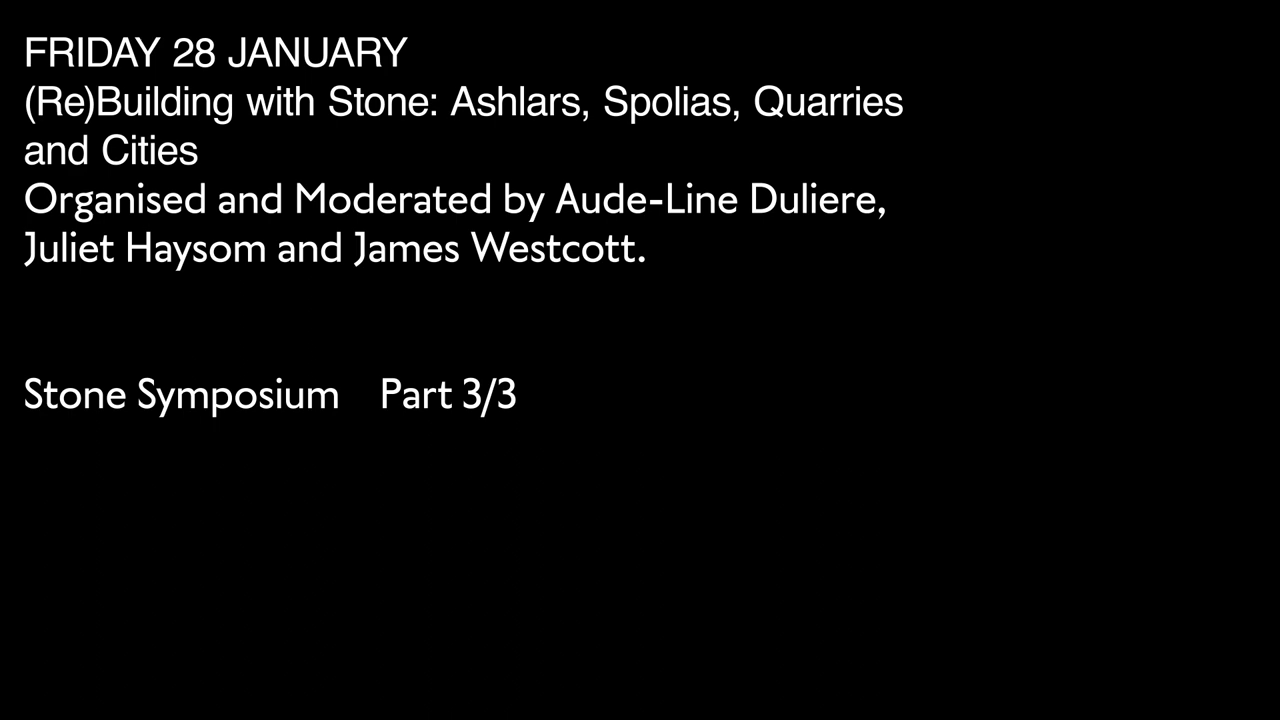 FRIDAY 28 JANUARY
(Re)Building with Stone: Ashlars, Spolias, Quarries
and Cities
Organised and Moderated by Aude-Line Duliere,
Juliet Haysom and James Westcott.
Stone Symposium Part 3/3